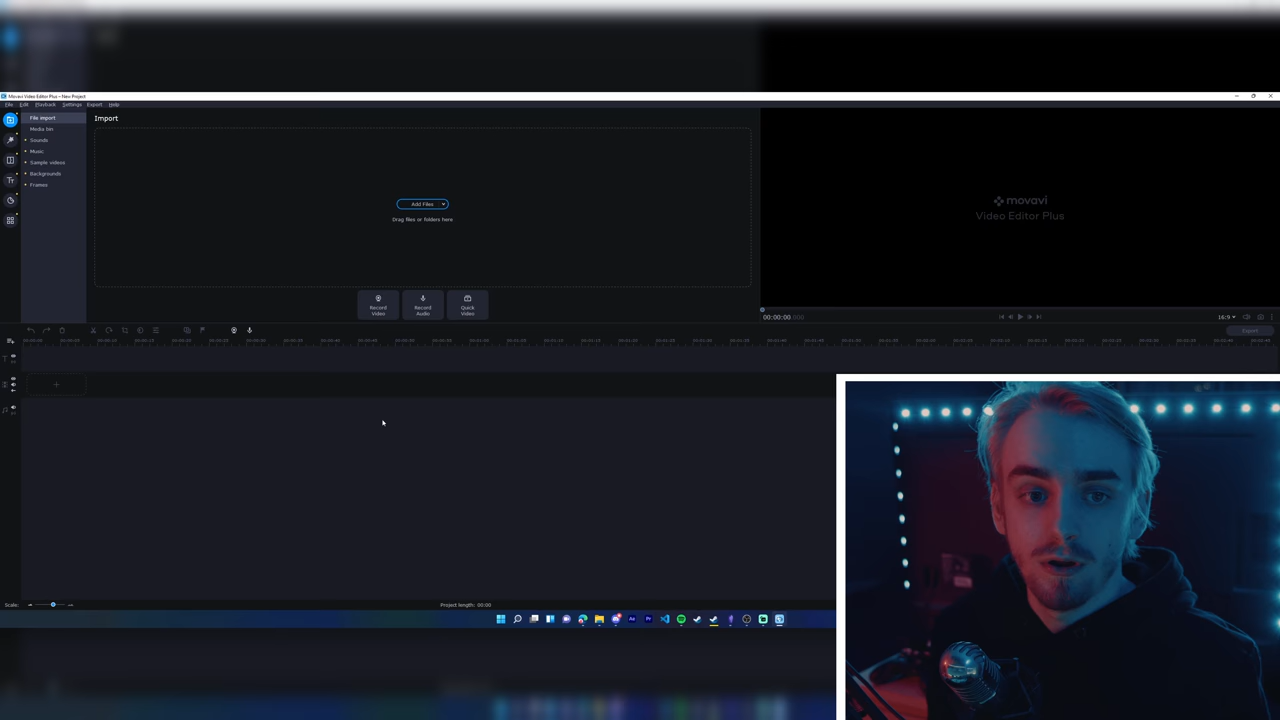 Movavi Video Editor Plus – New Project
File Edit Playback Settings Export Help
File import
Media bin
Sounds
Music
Sample videos
Backgrounds
Frames
Import
Add Files
Drag files or folders here
Record Video
Record Audio
Quick Video
movavi
Video Editor Plus
00:00:00.000
16:9
Export
Scale:
Project length: 00:00